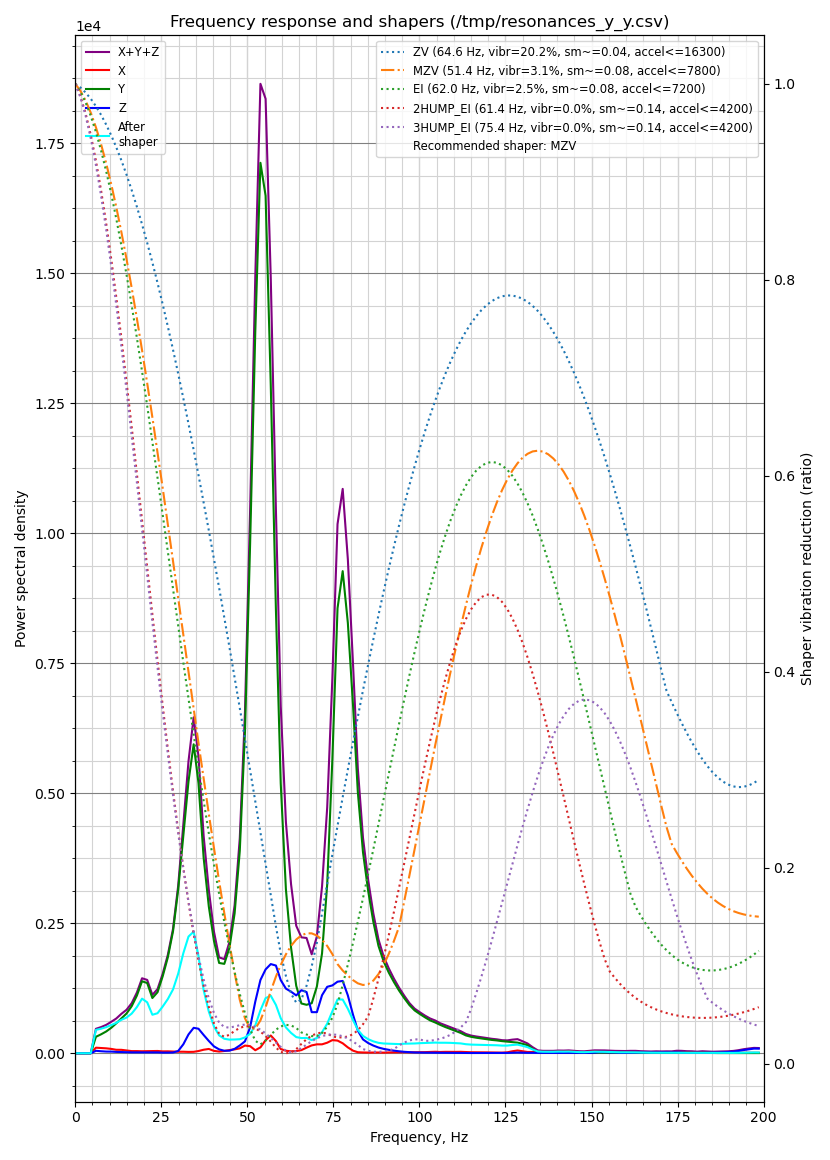 Frequency response and shapers (/tmp/resonances_y_y.csv)
1e4
X+Y+Z
X
Y
Z
After
shaper
ZV (64.6 Hz, vibr=20.2%, sm~=0.04, accel<=16300)
MZV (51.4 Hz, vibr=3.1%, sm~=0.08, accel<=7800)
EI (62.0 Hz, vibr=2.5%, sm~=0.08, accel<=7200)
2HUMP_EI (61.4 Hz, vibr=0.0%, sm~=0.14, accel<=4200)
3HUMP_EI (75.4 Hz, vibr=0.0%, sm~=0.14, accel<=4200)
Recommended shaper: MZV
1.75
1.50
1.25
1.00
0.75
0.50
0.25
0.00
Power spectral density
1.0
0.8
0.6
0.4
0.2
0.0
Shaper vibration reduction (ratio)
0 25 50 75 100 125 150 175 200
Frequency, Hz